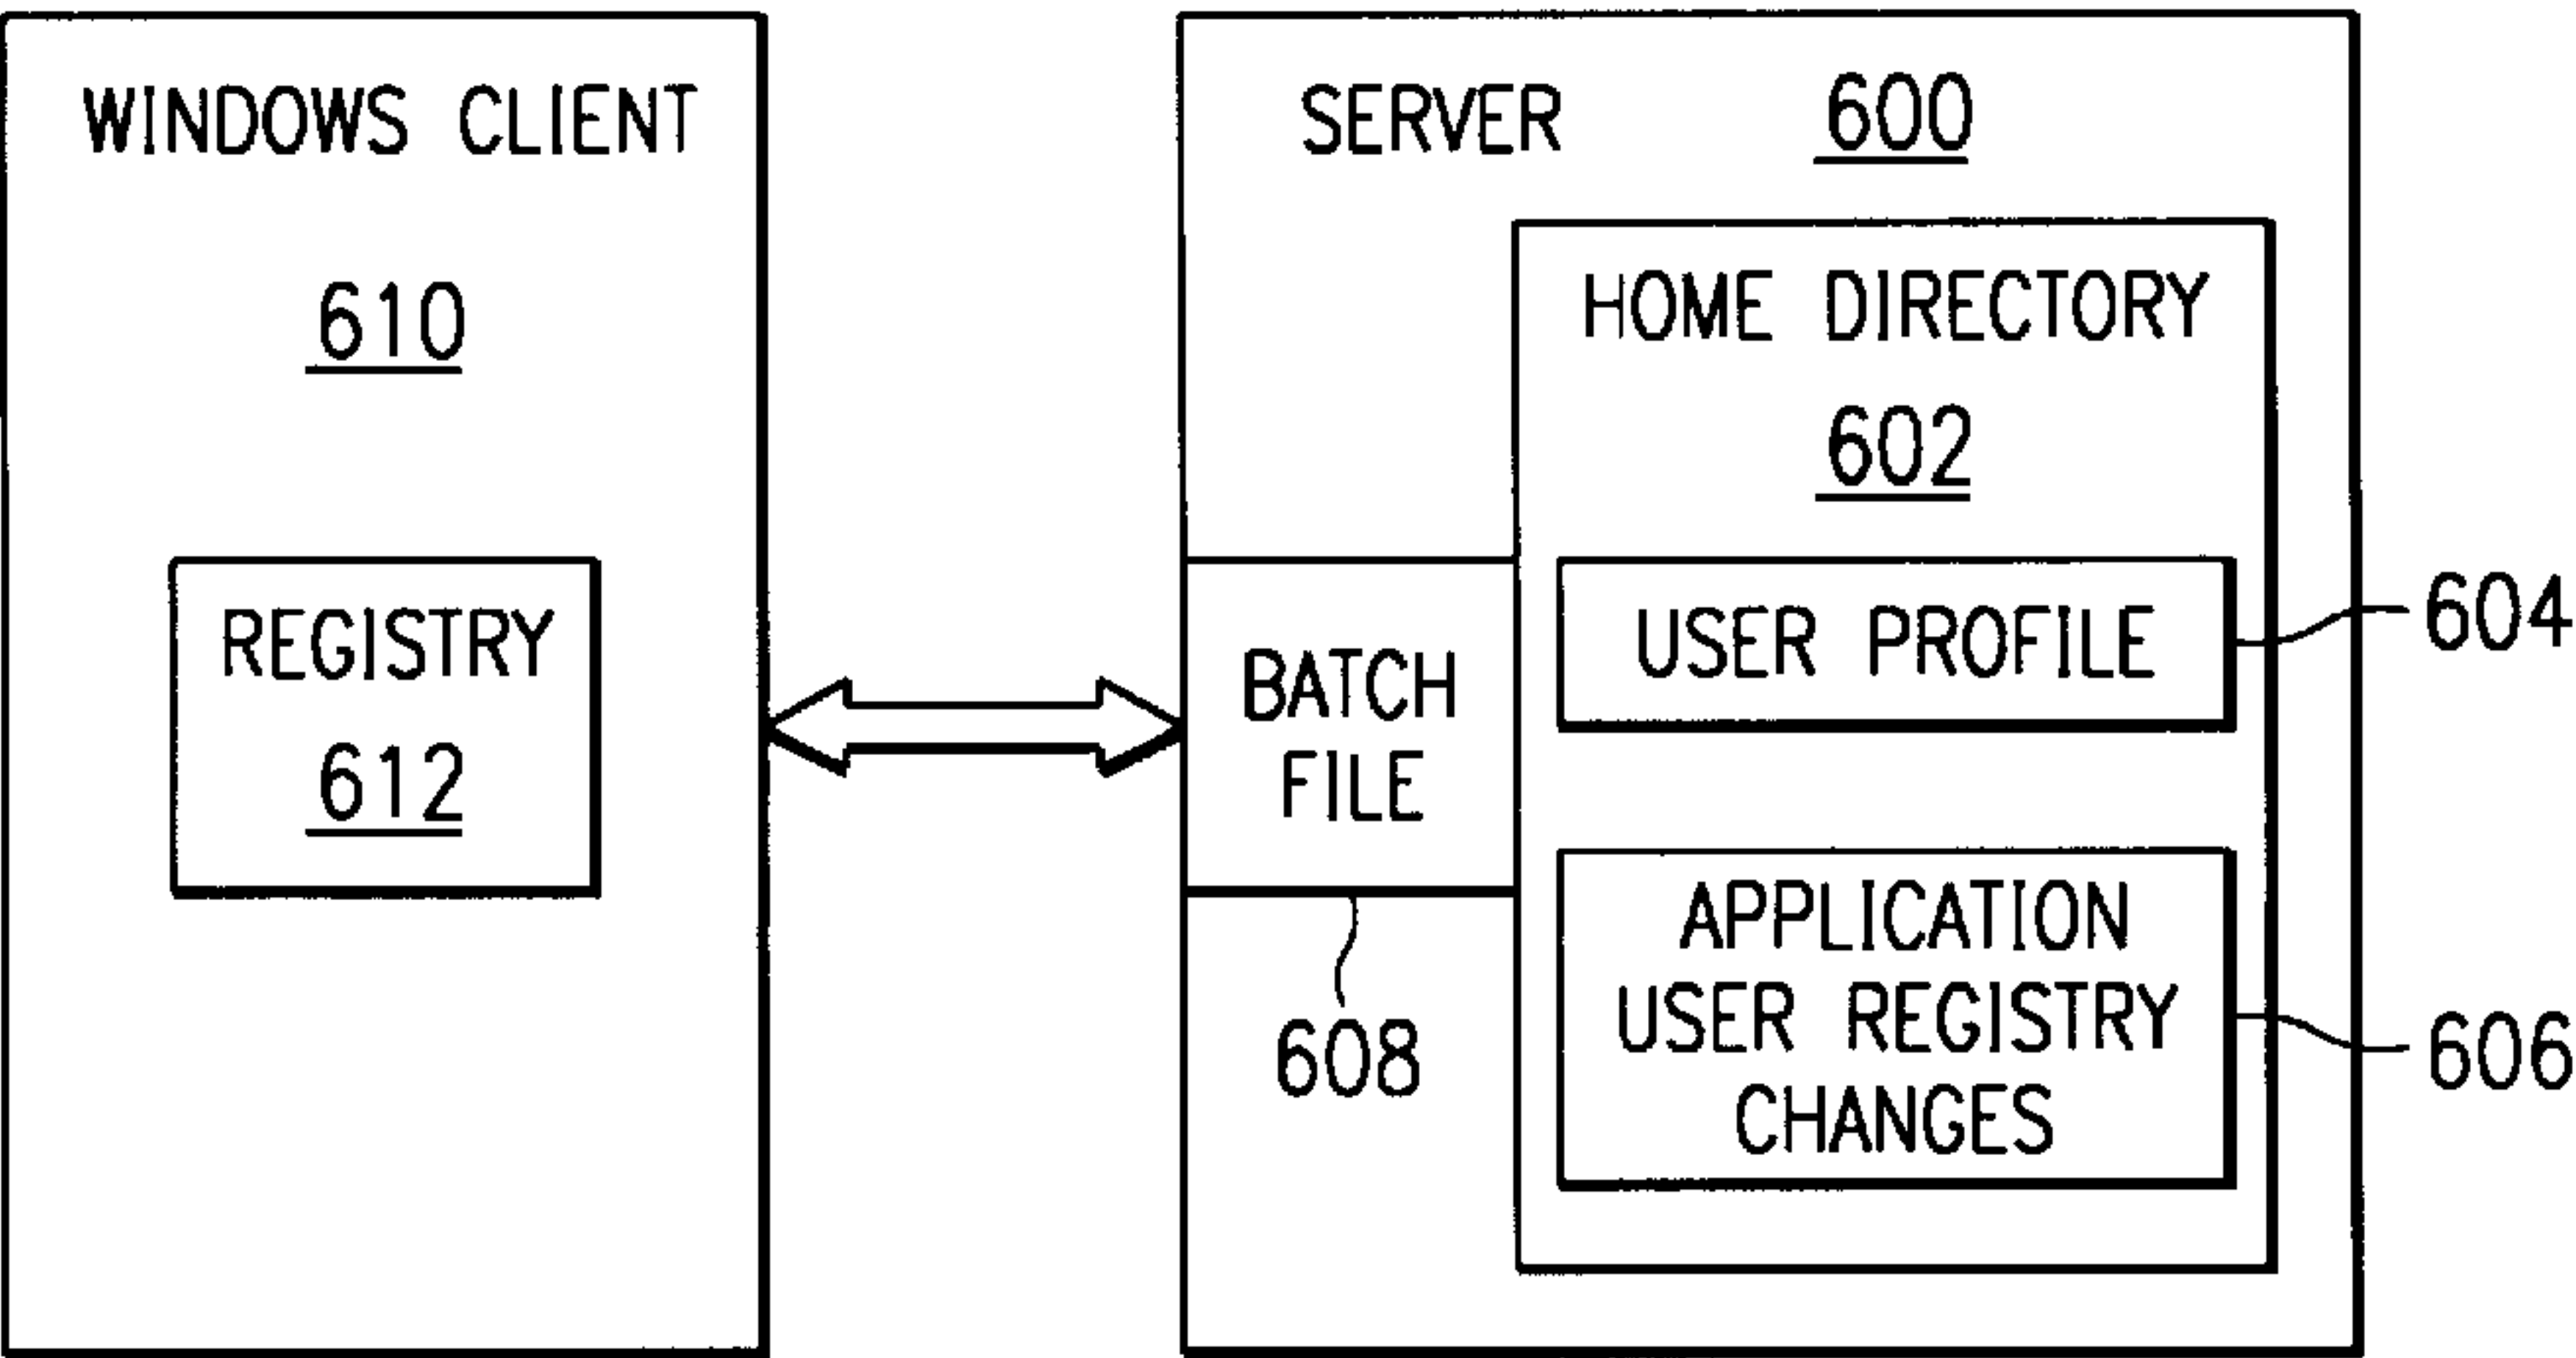 WINDOWS CLIENT
610
REGISTRY
612
SERVER 600
HOME DIRECTORY
602
BATCH
FILE
608
USER PROFILE
604
APPLICATION
USER REGISTRY
CHANGES
606